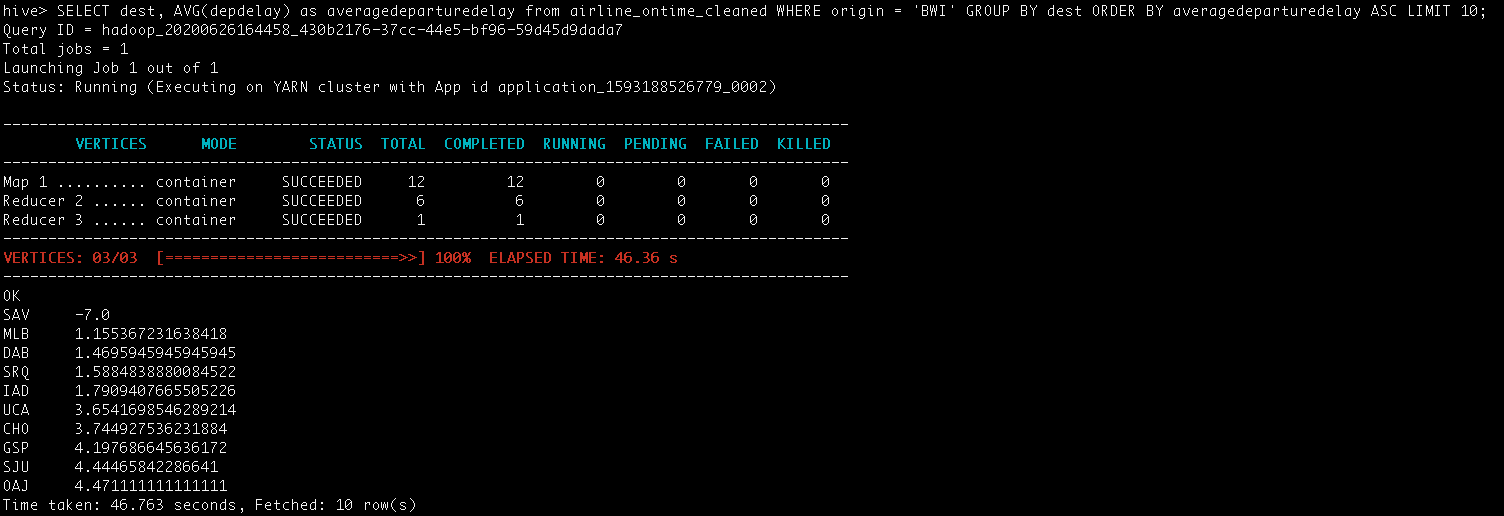 hive> SELECT dest, AVG(depdelay) as averagedeparturedelay from airline_ontime_cleaned WHERE origin = 'BWI' GROUP BY dest ORDER BY averagedeparturedelay ASC LIMIT 10;
Query ID = hadoop_20200626164458_430b2176-37cc-44e5-bf96-59d45d9dada7
Total jobs = 1
Launching Job 1 out of 1
Status: Running (Executing on YARN cluster with App id application_1593188526779_0002)
----------------------------------------------------------------------------------------------
        VERTICES      MODE        STATUS  TOTAL  COMPLETED  RUNNING  PENDING  FAILED  KILLED
----------------------------------------------------------------------------------------------
Map 1 .......... container     SUCCEEDED     12         12        0        0       0       0
Reducer 2 ...... container     SUCCEEDED      6          6        0        0       0       0
Reducer 3 ...... container     SUCCEEDED      1          1        0        0       0       0
----------------------------------------------------------------------------------------------
VERTICES: 03/03  [==========================>>] 100%  ELAPSED TIME: 46.36 s
----------------------------------------------------------------------------------------------
OK
SAV     -7.0
MLB     1.155367231638418
DAB     1.4695945945945945
SRQ     1.5884838880084522
IAD     1.7909407665505226
UCA     3.6541698546289214
CHO     3.744927536231884
GSP     4.197686645636172
SJU     4.44465842286641
OAJ     4.471111111111111
Time taken: 46.763 seconds, Fetched: 10 row(s)